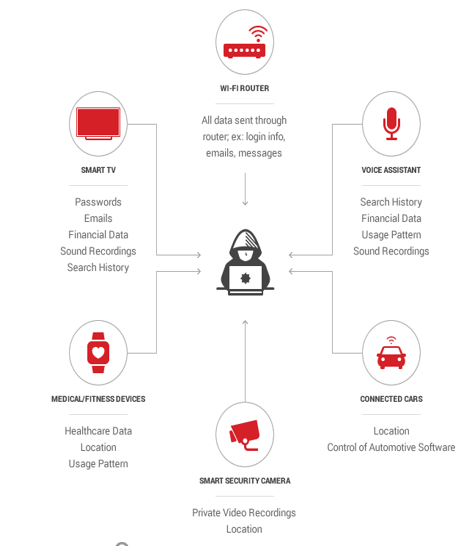 WI-FI ROUTER
All data sent through
router; ex: login info,
emails, messages
SMART TV
Passwords
Emails
Financial Data
Sound Recordings
Search History
VOICE ASSISTANT
Search History
Financial Data
Usage Pattern
Sound Recordings
MEDICAL/FITNESS DEVICES
Healthcare Data
Location
Usage Pattern
CONNECTED CARS
Location
Control of Automotive Software
SMART SECURITY CAMERA
Private Video Recordings
Location